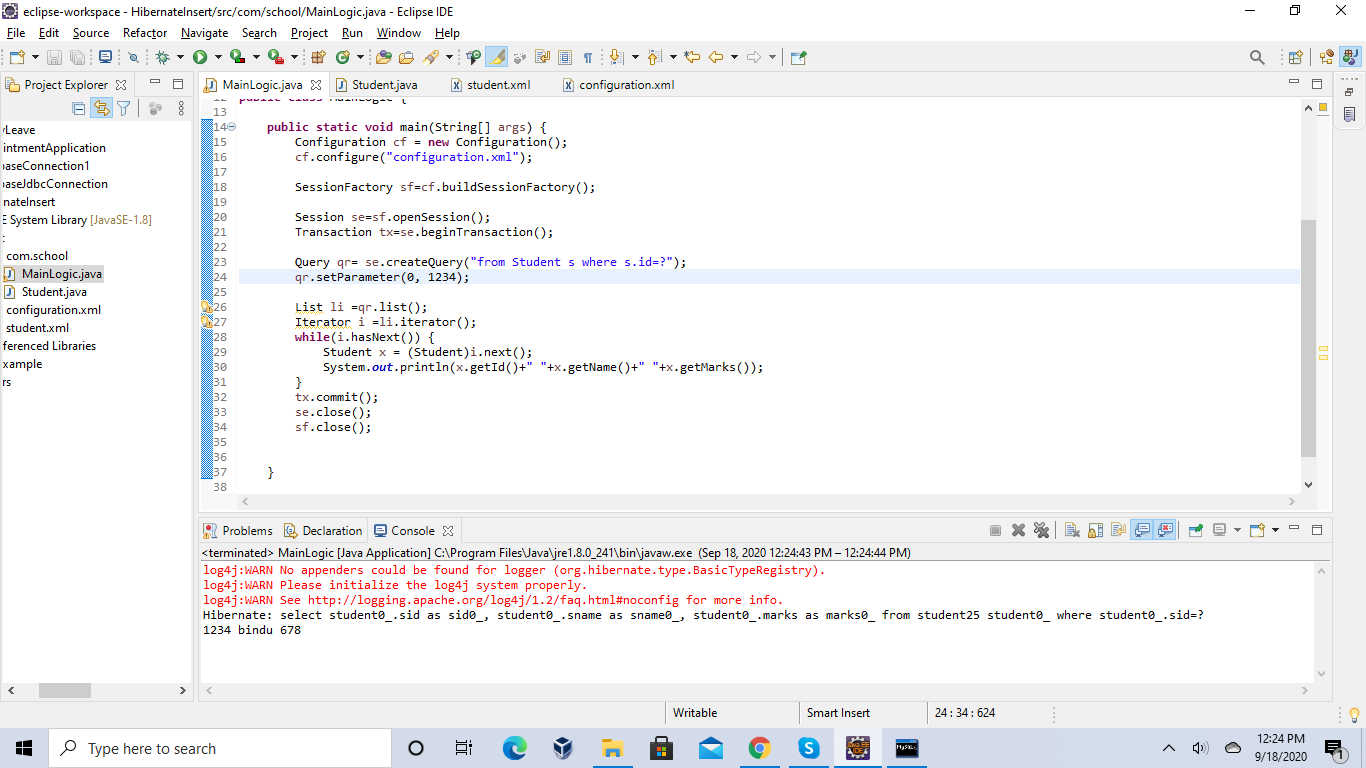 eclipse-workspace - HibernateInsert/src/com/school/MainLogic.java - Eclipse IDE
File Edit Source Refactor Navigate Search Project Run Window Help
Project Explorer
MainLogic.java Student.java student.xml configuration.xml
yLeave
intmentApplication
baseConnection1
baseJdbcConnection
nateInsert
E System Library [JavaSE-1.8]
com.school
MainLogic.java
Student.java
configuration.xml
student.xml
ferenced Libraries
xample
rs
12 public class MainLogic {
13
14 public static void main(String[] args) {
15 Configuration cf = new Configuration();
16 cf.configure("configuration.xml");
17
18 SessionFactory sf=cf.buildSessionFactory();
19
20 Session se=sf.openSession();
21 Transaction tx=se.beginTransaction();
22
23 Query qr= se.createQuery("from Student s where s.id=?");
24 qr.setParameter(0, 1234);
25
26 List li =qr.list();
27 Iterator i =li.iterator();
28 while(i.hasNext()) {
29 Student x = (Student)i.next();
30 System.out.println(x.getId()+" "+x.getName()+" "+x.getMarks());
31 }
32 tx.commit();
33 se.close();
34 sf.close();
35
36
37 }
38
Problems Declaration Console
<terminated> MainLogic [Java Application] C:\Program Files\Java\jre1.8.0_241\bin\javaw.exe (Sep 18, 2020 12:24:43 PM – 12:24:44 PM)
log4j:WARN No appenders could be found for logger (org.hibernate.type.BasicTypeRegistry).
log4j:WARN Please initialize the log4j system properly.
log4j:WARN See http://logging.apache.org/log4j/1.2/faq.html#noconfig for more info.
Hibernate: select student0_.sid as sid0_, student0_.sname as sname0_, student0_.marks as marks0_ from student25 student0_ where student0_.sid=?
1234 bindu 678
Writable Smart Insert 24 : 34 : 624
Type here to search
12:24 PM
9/18/2020
1